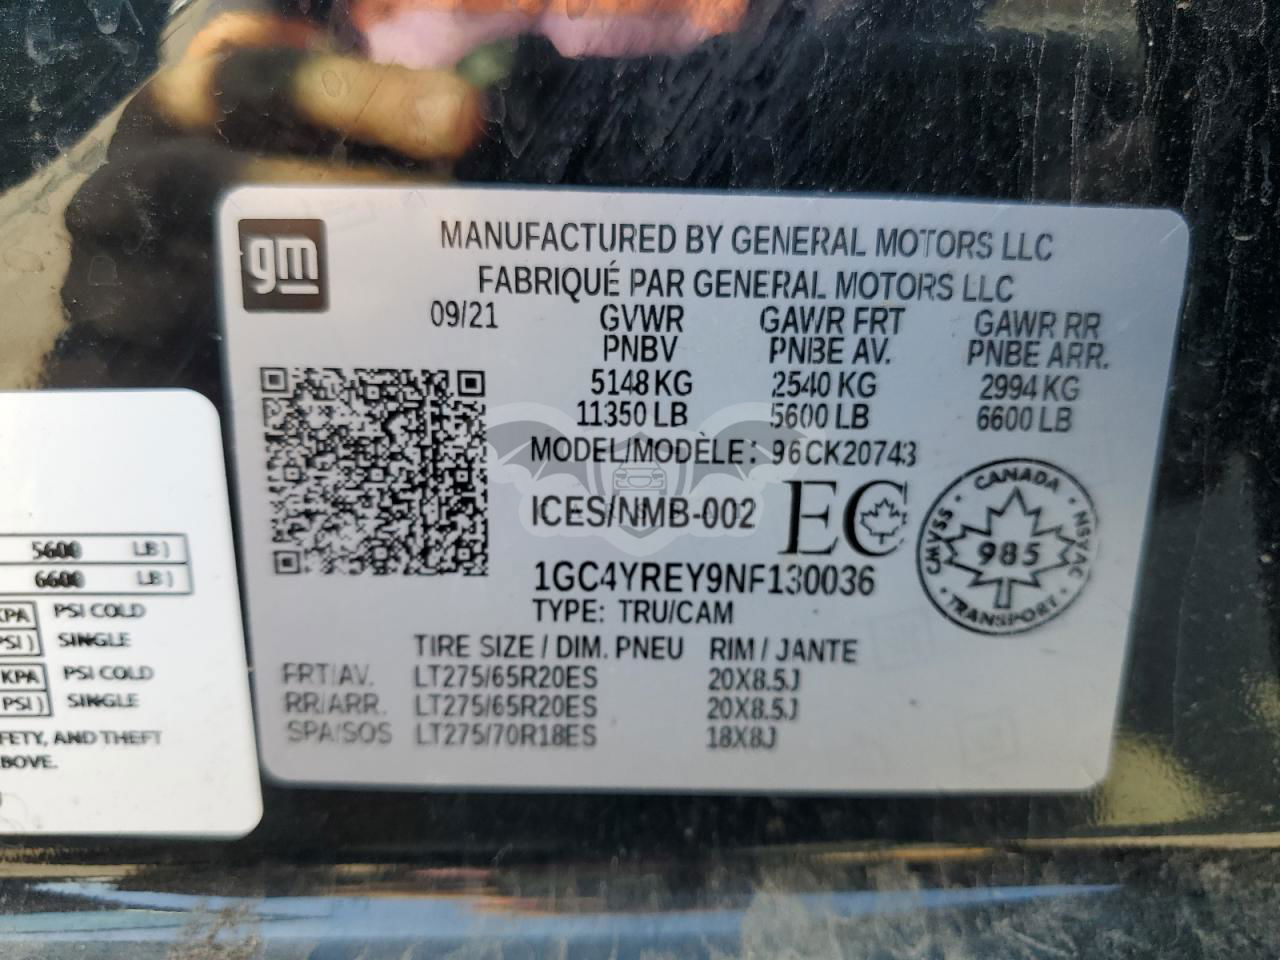 gm
MANUFACTURED BY GENERAL MOTORS LLC
FABRIQUÉ PAR GENERAL MOTORS LLC
09/21 GVWR GAWR FRT GAWR RR
PNBV PNBE AV. PNBE ARR.
5148 KG 2540 KG 2994 KG
11350 LB 5600 LB 6600 LB
MODEL/MODÈLE: 96CK20743
ICES/NMB-002 EC
CANADA
CMVSS 985 NSVAC
TRANSPORT
1GC4YREY9NF130036
TYPE: TRU/CAM
TIRE SIZE / DIM. PNEU RIM / JANTE
FRT/AV. LT275/65R20ES 20X8.5J
RR/ARR. LT275/65R20ES 20X8.5J
SPA/SOS LT275/70R18ES 18X8J
5600 LB)
6600 LB)
KPA PSI COLD
PSI) SINGLE
KPA PSI COLD
PSI) SINGLE
FETY, AND THEFT
BOVE.